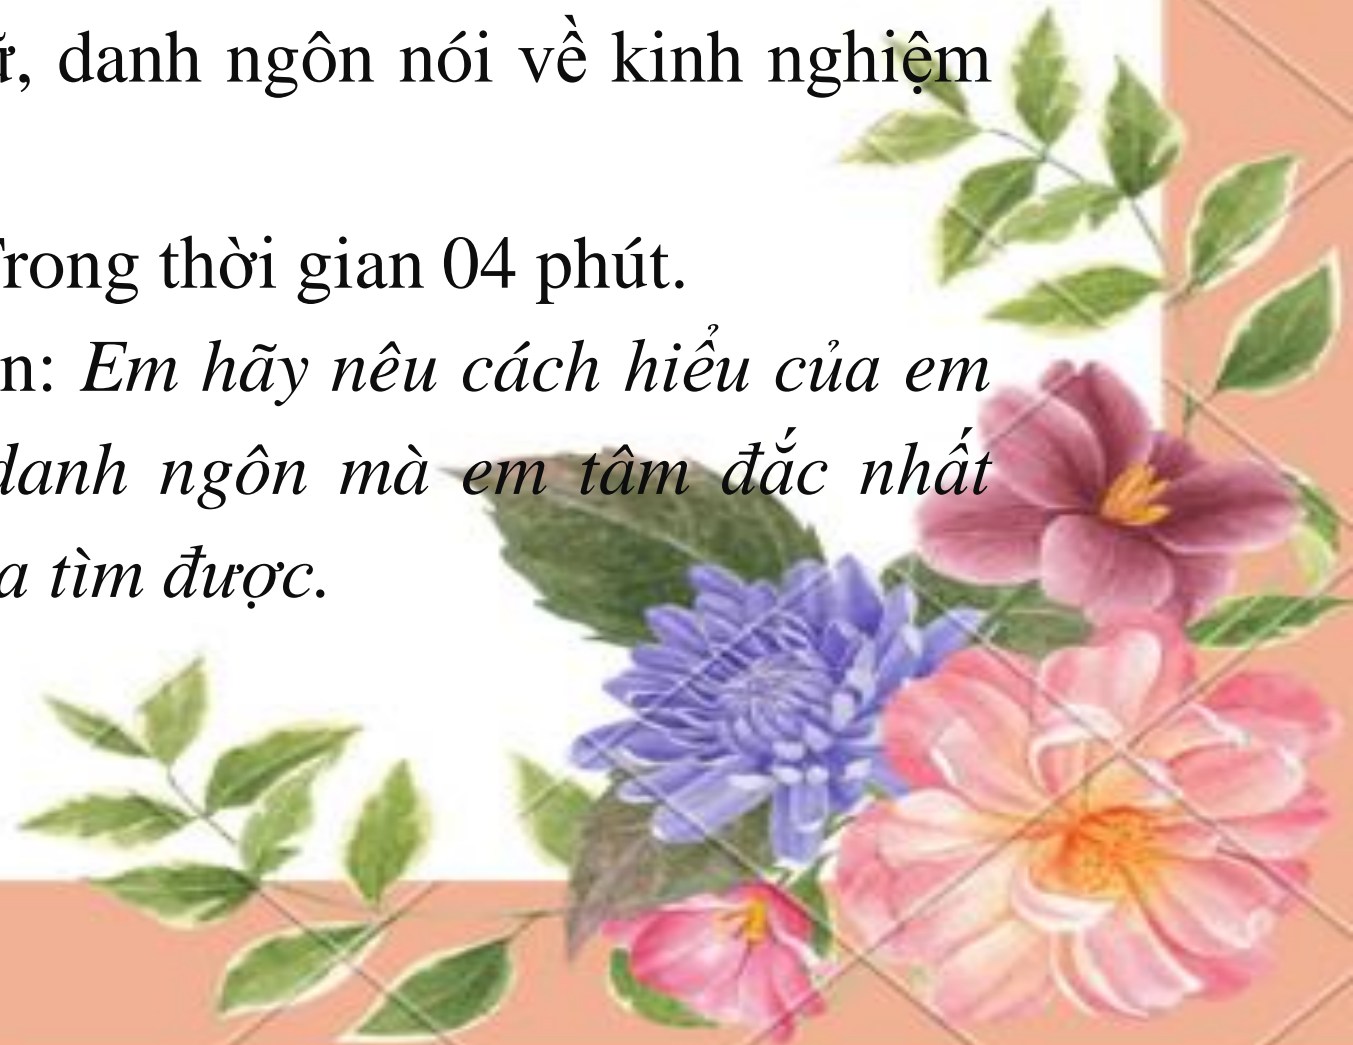 , danh ngôn nói về kinh nghiệm
Trong thời gian 04 phút.
n: Em hãy nêu cách hiểu của em
danh ngôn mà em tâm đắc nhất
a tìm được.